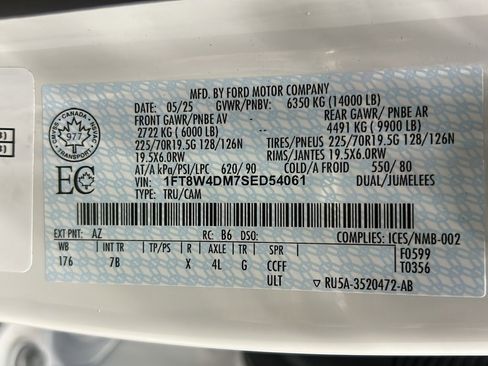 MFD. BY FORD MOTOR COMPANY
DATE: 05/25 GVWR/PNBV: 6350 KG (14000 LB)
FRONT GAWR/PNBE AV -- REAR GAWR/ PNBE AR
2722 KG (6000 LB) -- 4491 KG (9900 LB)
225/70R19.5G 128/126N TIRES/PNEUS 225/70R19.5G 128/126N
19.5X6.0RW RIMS/JANTES 19.5X6.0RW
AT/A kPa/PSI/LPC 620/ 90 COLD/A FROID 550/ 80
VIN: 1FT8W4DM7SED54061 DUAL/JUMELEES
TYPE: TRU/CAM
CANADA
977
TRANSPORT
EC
EXT PNT: AZ RC: B6 DSO: COMPLIES: ICES/NMB-002
WB INT TR TP/PS R AXLE TR SPR F0599
176 7B X 4L G CCFF T0356
ULT ▼ RU5A-3520472-AB